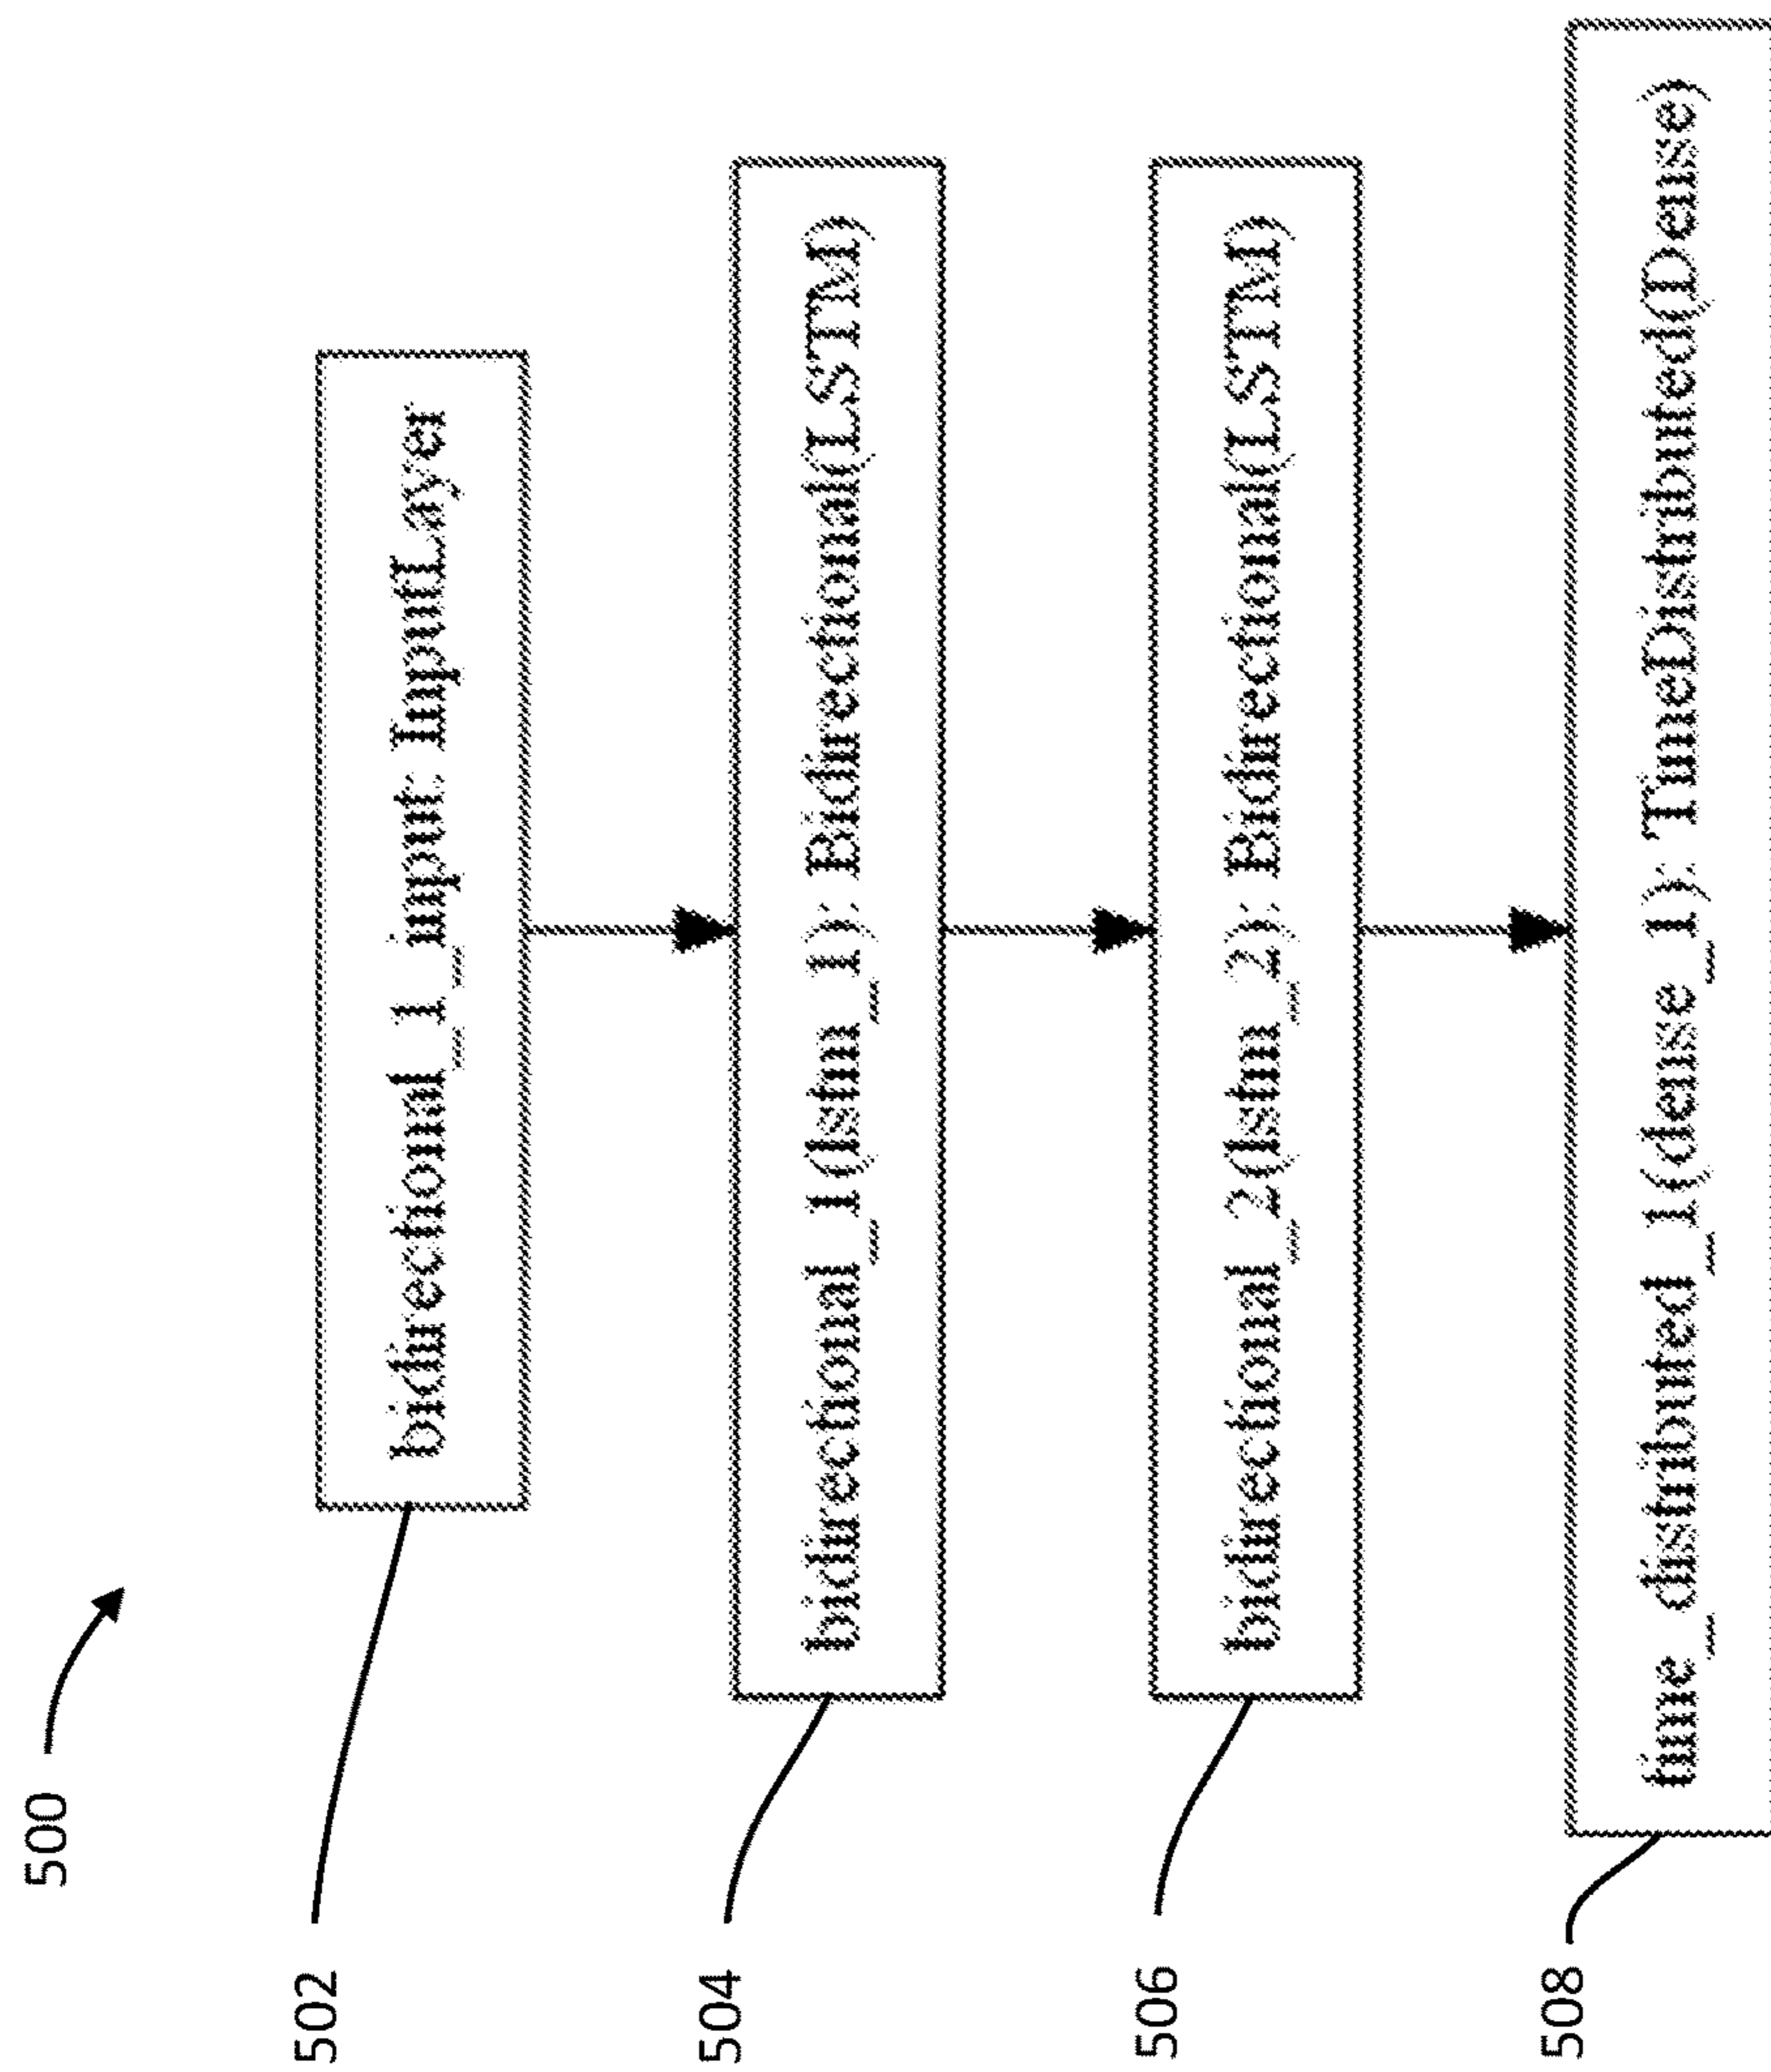 500
502
bidirectional_1_input: InputLayer
504
bidirectional_1(lstm_1): Bidirectional(LSTM)
506
bidirectional_2(lstm_2): Bidirectional(LSTM)
508
time_distributed_1(dense_1): TimeDistributed(Dense)